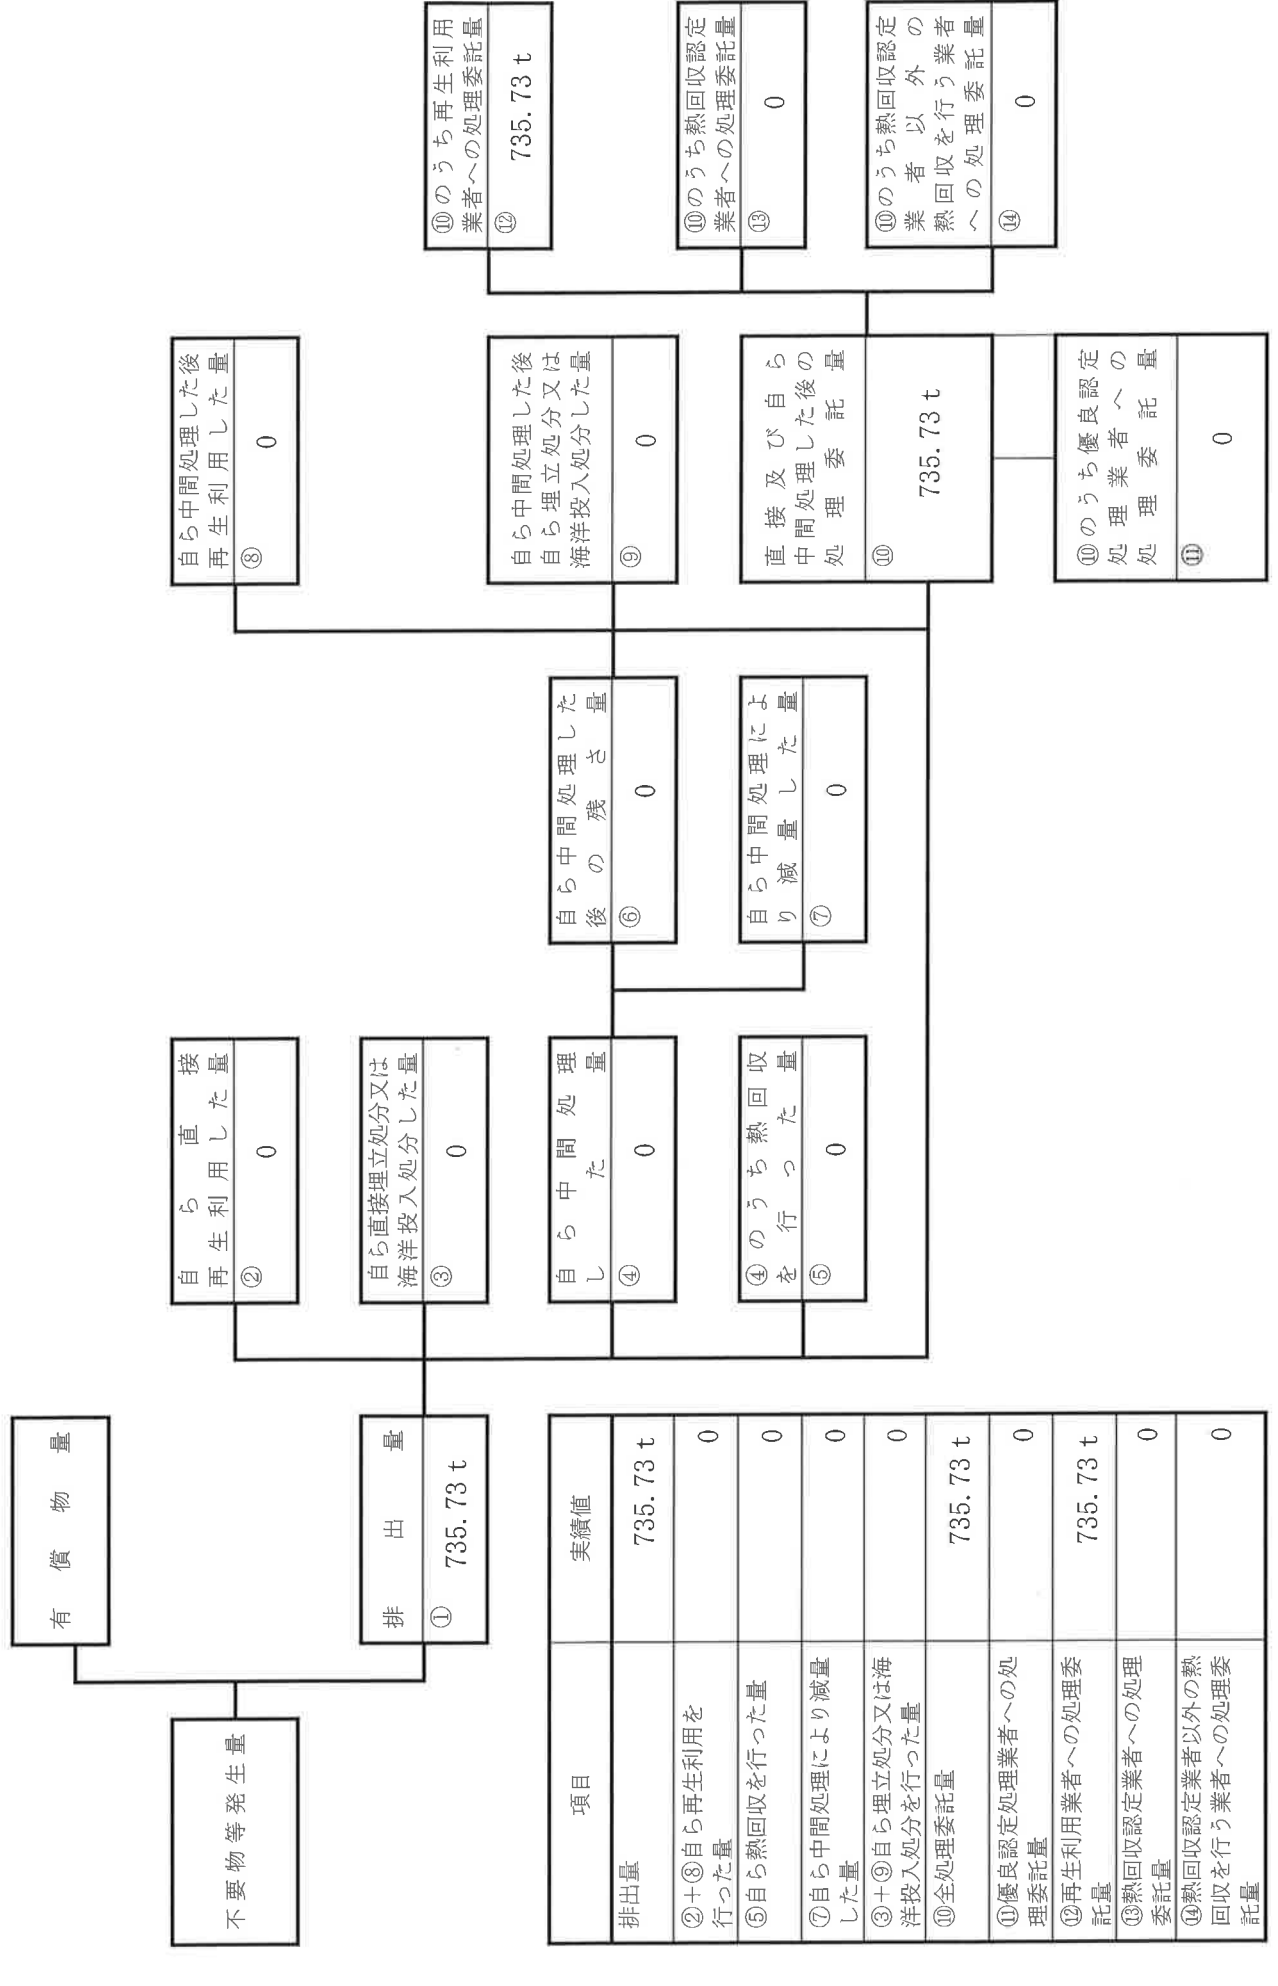 有償物量
不要物等発生量
排出量
①
735.73 t
自ら直接
再生利用した量
②
0
自ら直接埋立処分又は
海洋投入処分した量
③
0
自ら中間処理
した量
④
0
④のうち熱回収
を行った量
⑤
0
自ら中間処理した
後の残さ量
⑥
0
自ら中間処理によ
り減量した量
⑦
0
自ら中間処理した後
再生利用した量
⑧
0
自ら中間処理した後
自ら埋立処分又は
海洋投入処分した量
⑨
0
直接及び自ら
中間処理した後の
処理委託量
⑩
735.73 t
⑩のうち優良認定
処理業者への
処理委託量
⑪
0
⑩のうち再生利用
業者への処理委託量
⑫
735.73 t
⑩のうち熱回収認定
業者への処理委託量
⑬
0
⑩のうち熱回収認定
業者以外の
熱回収を行う業者
への処理委託量
⑭
0
項目 実績値
排出量 735.73 t
②＋⑧自ら再生利用を
行った量 0
⑤自ら熱回収を行った量 0
⑦自ら中間処理により減量
した量 0
③＋⑨自ら埋立処分又は海
洋投入処分を行った量 0
⑩全処理委託量 735.73 t
⑪優良認定処理業者への処
理委託量 0
⑫再生利用業者への処理委
託量 735.73 t
⑬熱回収認定業者への処理
委託量 0
⑭熱回収認定業者以外の熱
回収を行う業者への処理委
託量 0